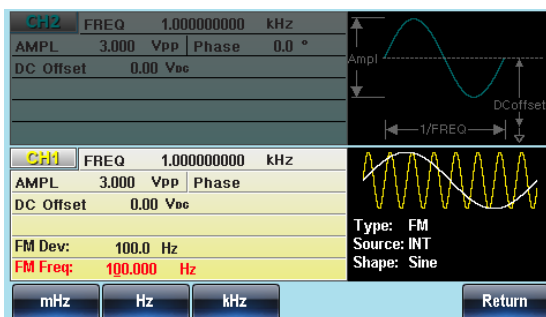 CH2 FREQ 1.000000000 kHz
AMPL 3.000 VPP Phase 0.0 °
DC Offset 0.00 VDC
Ampl
DCoffset
1/FREQ
CH1 FREQ 1.000000000 kHz
AMPL 3.000 VPP Phase
DC Offset 0.00 VDC
FM Dev: 100.0 Hz
FM Freq: 100.000 Hz
Type: FM
Source: INT
Shape: Sine
mHz Hz kHz Return